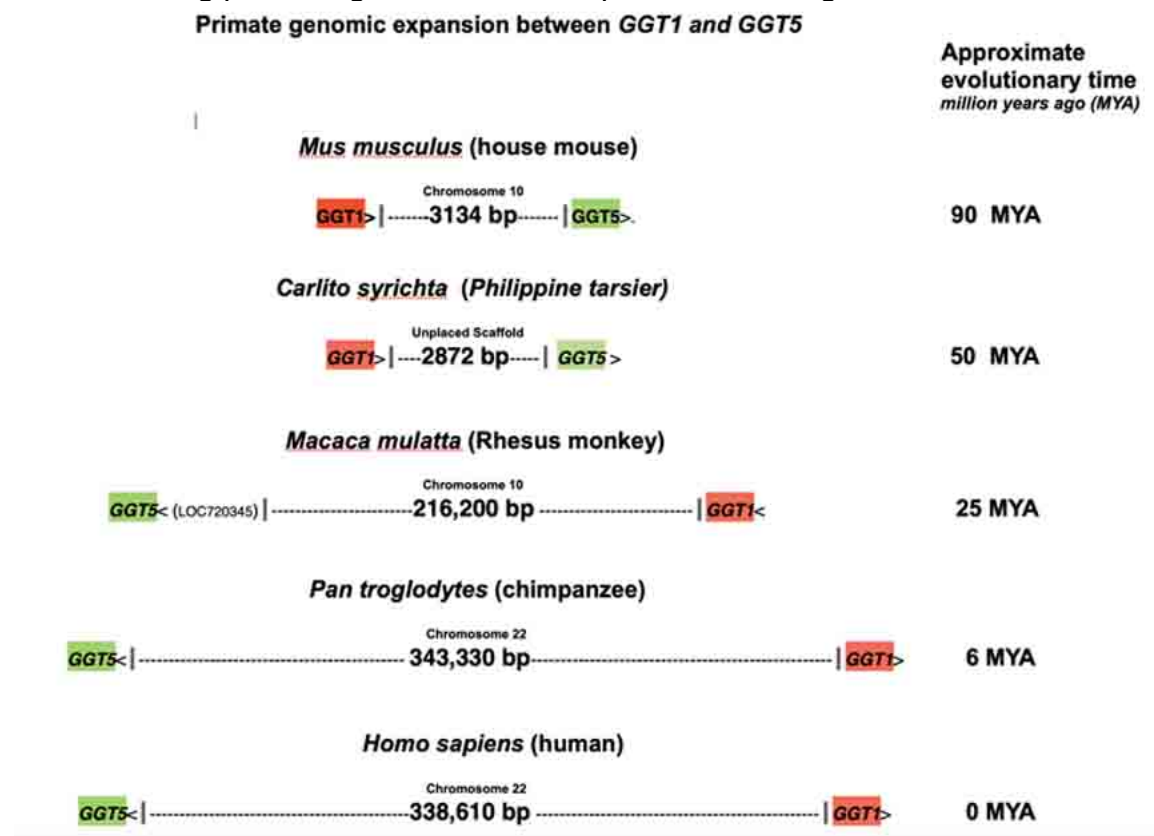 Primate genomic expansion between GGT1 and GGT5
Approximate
evolutionary time
million years ago (MYA)
Mus musculus (house mouse)
Chromosome 10
GGT1>|-------3134 bp-------|GGT5>.
90 MYA
Carlito syrichta (Philippine tarsier)
Unplaced Scaffold
GGT1>|----2872 bp-----| GGT5 >
50 MYA
Macaca mulatta (Rhesus monkey)
Chromosome 10
GGT5< (LOC720345)|------------------------216,200 bp --------------------------|GGT1<
25 MYA
Pan troglodytes (chimpanzee)
Chromosome 22
GGT5<|--------------------------------------------- 343,330 bp---------------------------------------------------|GGT1>
6 MYA
Homo sapiens (human)
Chromosome 22
GGT5<|--------------------------------------------338,610 bp ------------------------------------------------|GGT1>
0 MYA